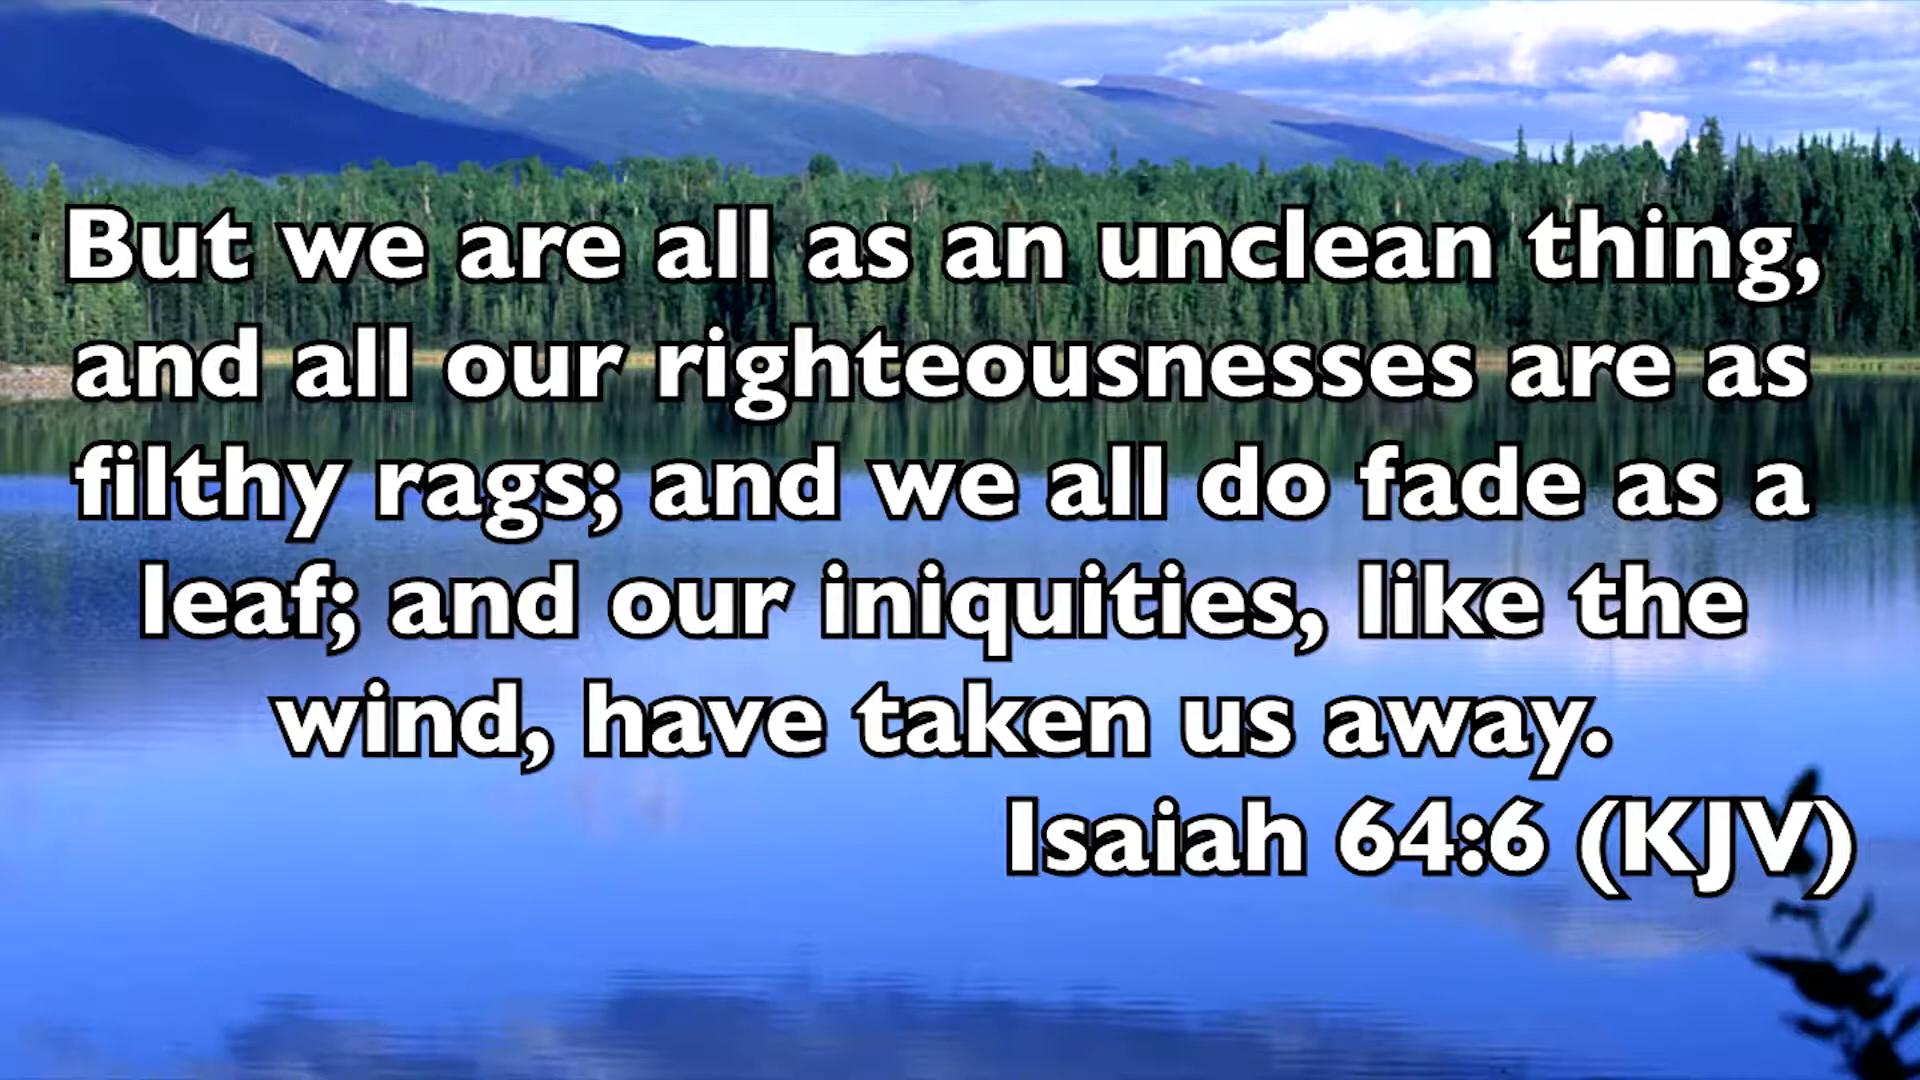 But we are all as an unclean thing,
and all our righteousnesses are as
filthy rags; and we all do fade as a
leaf; and our iniquities, like the
wind, have taken us away.
Isaiah 64:6 (KJV)